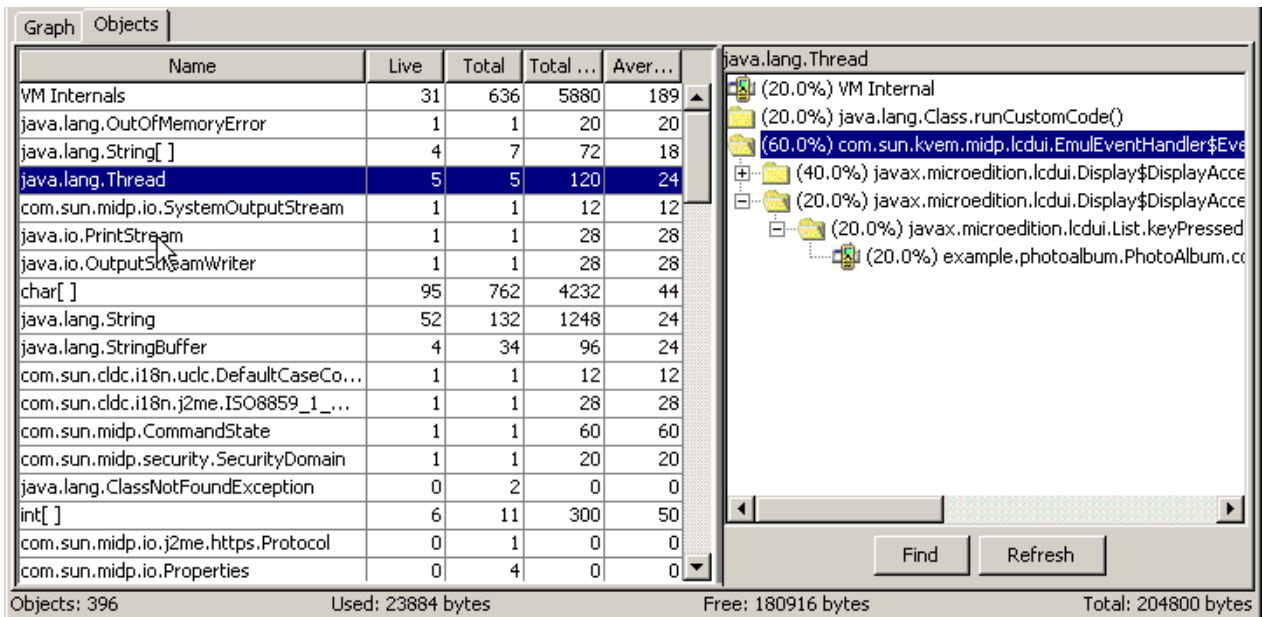 Graph Objects
Name Live Total Total ... Aver...
VM Internals 31 636 5880 189
java.lang.OutOfMemoryError 1 1 20 20
java.lang.String[ ] 4 7 72 18
java.lang.Thread 5 5 120 24
com.sun.midp.io.SystemOutputStream 1 1 12 12
java.io.PrintStream 1 1 28 28
java.io.OutputStreamWriter 1 1 28 28
char[ ] 95 762 4232 44
java.lang.String 52 132 1248 24
java.lang.StringBuffer 4 34 96 24
com.sun.cldc.i18n.uclc.DefaultCaseCo... 1 1 12 12
com.sun.cldc.i18n.j2me.ISO8859_1_... 1 1 28 28
com.sun.midp.CommandState 1 1 60 60
com.sun.midp.security.SecurityDomain 1 1 20 20
java.lang.ClassNotFoundException 0 2 0 0
int[ ] 6 11 300 50
com.sun.midp.io.j2me.https.Protocol 0 1 0 0
com.sun.midp.io.Properties 0 4 0 0
java.lang.Thread
(20.0%) VM Internal
(20.0%) java.lang.Class.runCustomCode()
(60.0%) com.sun.kvem.midp.lcdui.EmulEventHandler$Eve
(40.0%) javax.microedition.lcdui.Display$DisplayAcce
(20.0%) javax.microedition.lcdui.Display$DisplayAcce
(20.0%) javax.microedition.lcdui.List.keyPressed
(20.0%) example.photoalbum.PhotoAlbum.co
Find Refresh
Objects: 396 Used: 23884 bytes Free: 180916 bytes Total: 204800 bytes